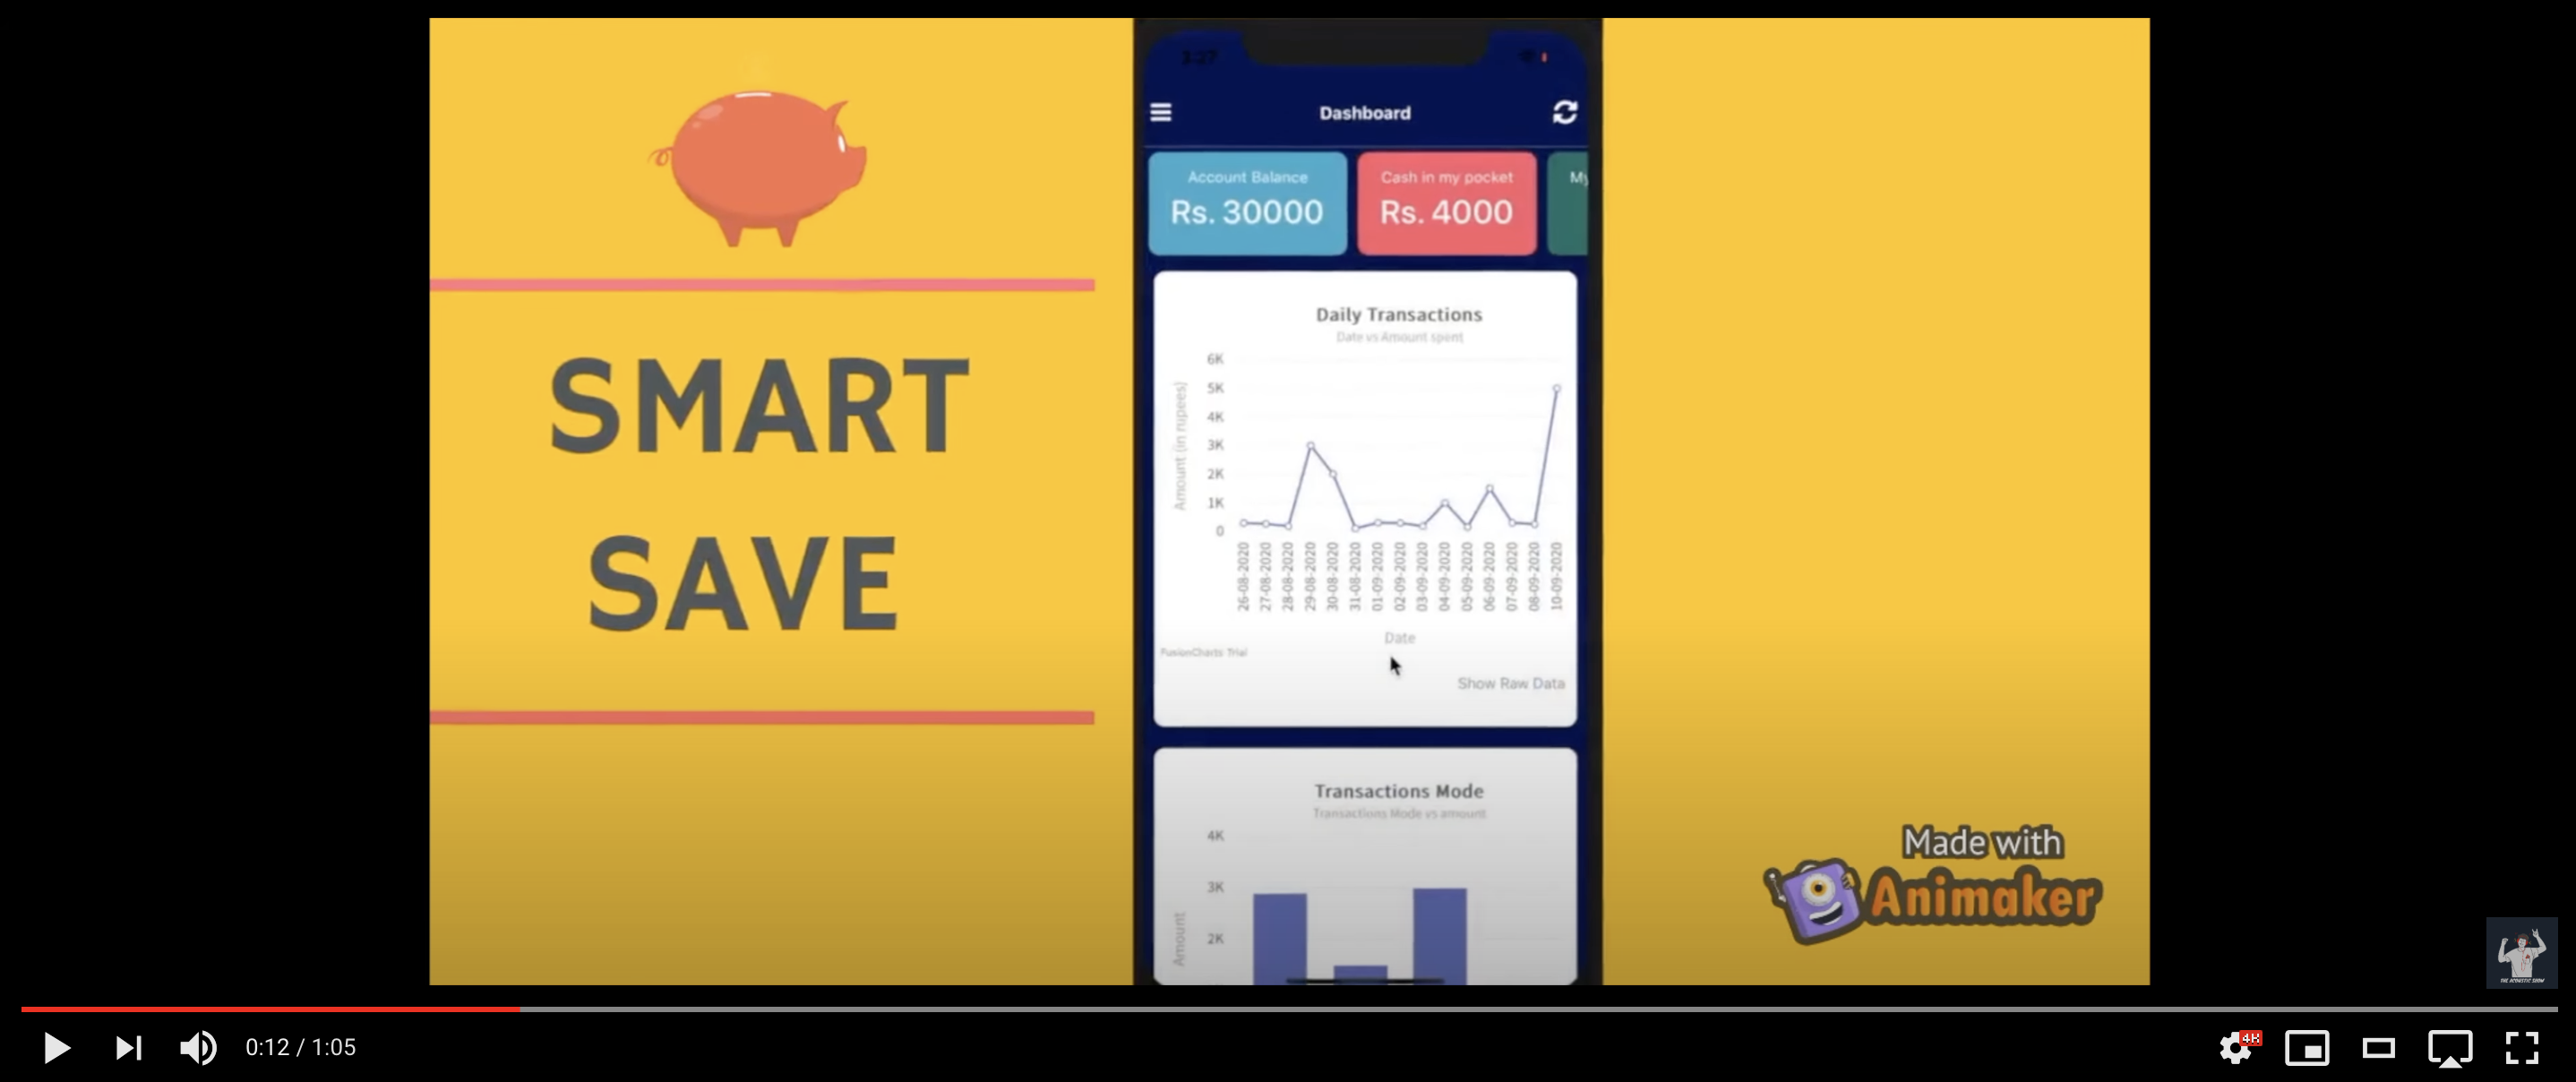 SMART
SAVE
3:27
Dashboard
Account Balance
Rs. 30000
Cash in my pocket
Rs. 4000
My
Daily Transactions
Date vs Amount spent
Amount (in rupees)
6K
5K
4K
3K
2K
1K
0
26-08-2020
27-08-2020
28-08-2020
29-08-2020
30-08-2020
31-08-2020
01-09-2020
02-09-2020
03-09-2020
04-09-2020
05-09-2020
06-09-2020
07-09-2020
08-09-2020
10-09-2020
Date
FusionCharts Trial
Show Raw Data
Transactions Mode
Transactions Mode vs amount
Amount
4K
3K
2K
Made with
Animaker
THE ACOUSTIC SHOW
0:12 / 1:05
4K